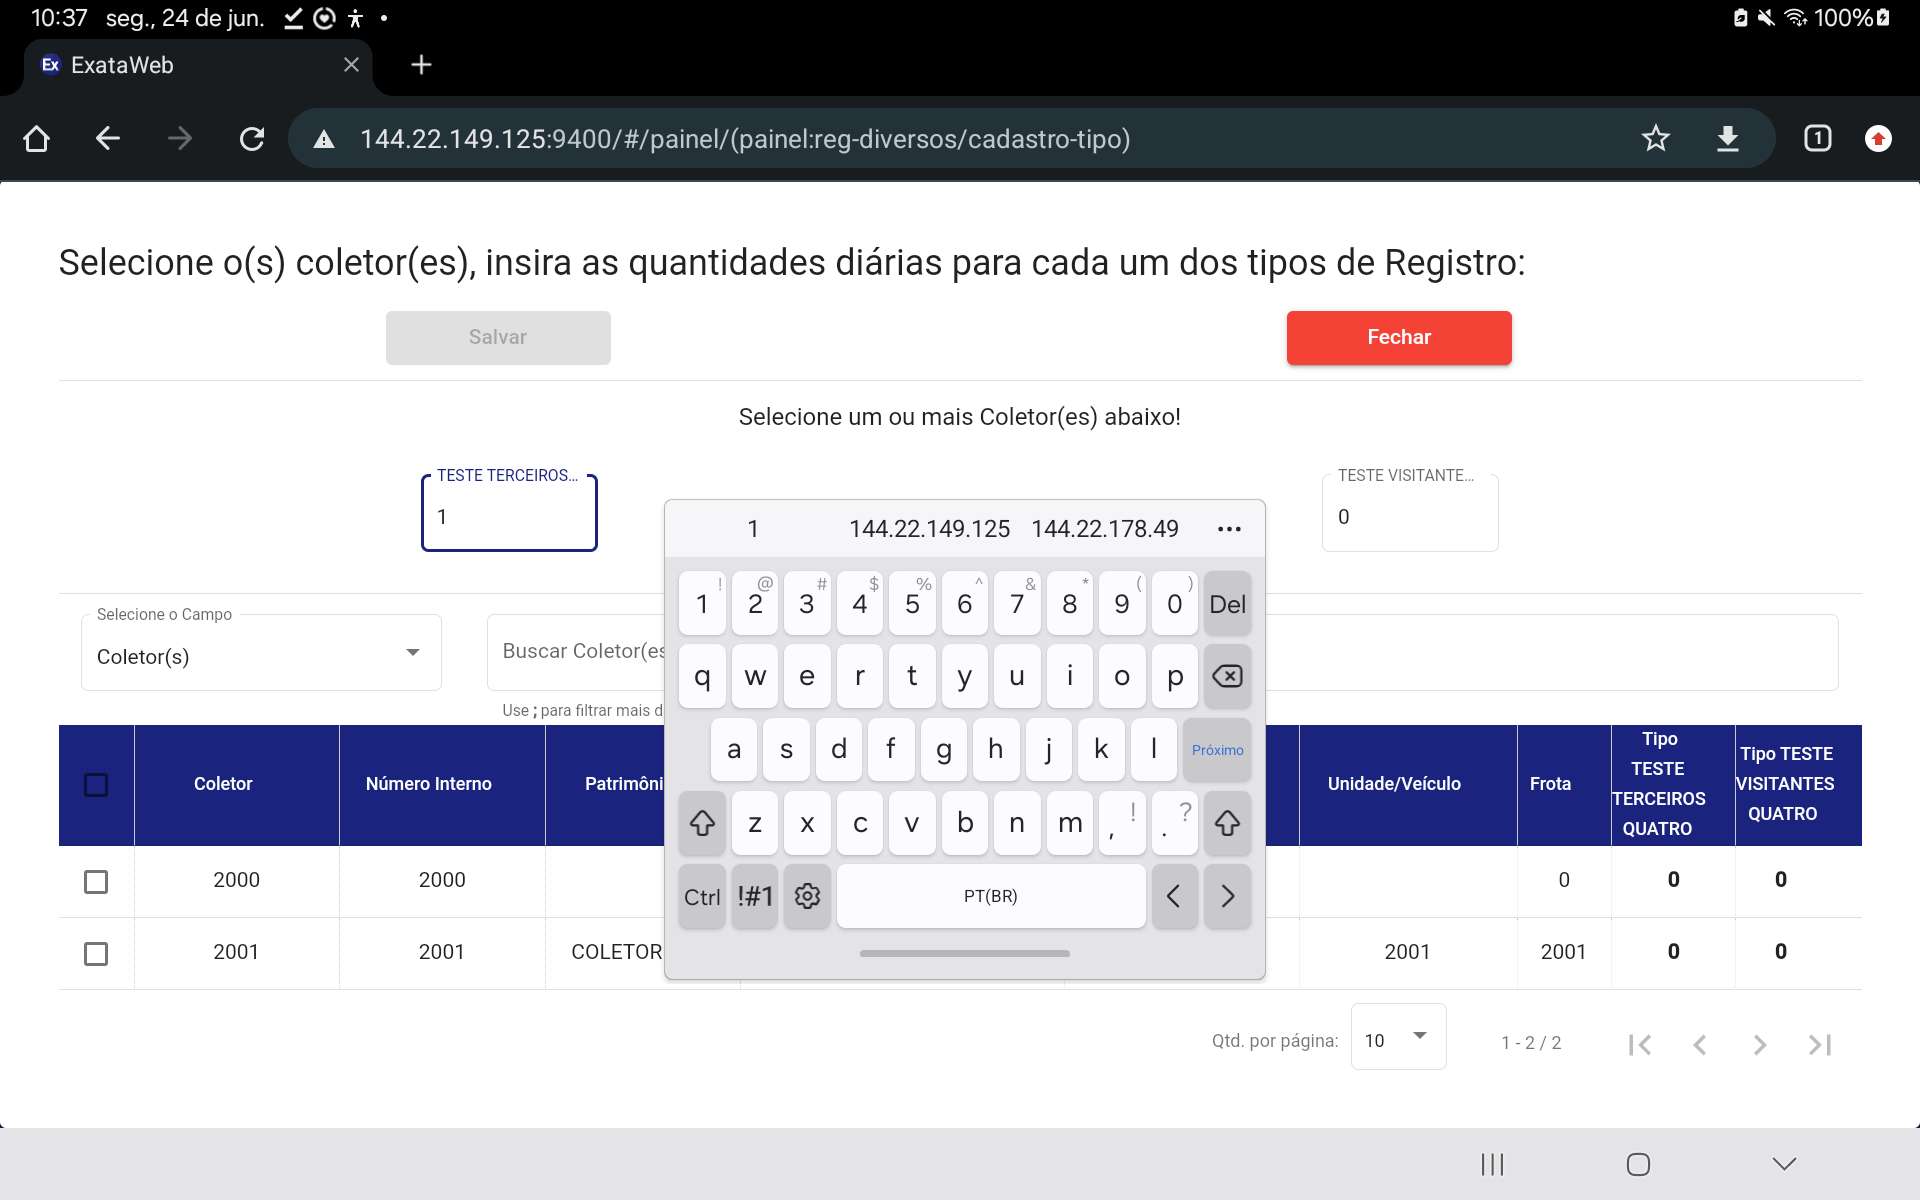 10:37 seg., 24 de jun. 100%
Ex ExataWeb
144.22.149.125:9400/#/painel/(painel:reg-diversos/cadastro-tipo) 1
Selecione o(s) coletor(es), insira as quantidades diárias para cada um dos tipos de Registro:
Salvar Fechar
Selecione um ou mais Coletor(es) abaixo!
TESTE TERCEIROS... TESTE VISITANTE...
1 0
Selecione o Campo
Coletor(s) Buscar Coletor(es
Use ; para filtrar mais d
Coletor Número Interno Patrimôni Unidade/Veículo Frota Tipo TESTE TERCEIROS QUATRO Tipo TESTE VISITANTES QUATRO
2000 2000 0 0 0
2001 2001 COLETOR 2001 2001 0 0
1 144.22.149.125 144.22.178.49 ...
! @ # $ % ^ & * ( )
1 2 3 4 5 6 7 8 9 0 Del
q w e r t y u i o p
a s d f g h j k l Próximo
z x c v b n m , ! . ?
Ctrl !#1 PT(BR) < >
Qtd. por página: 10 1 - 2 / 2